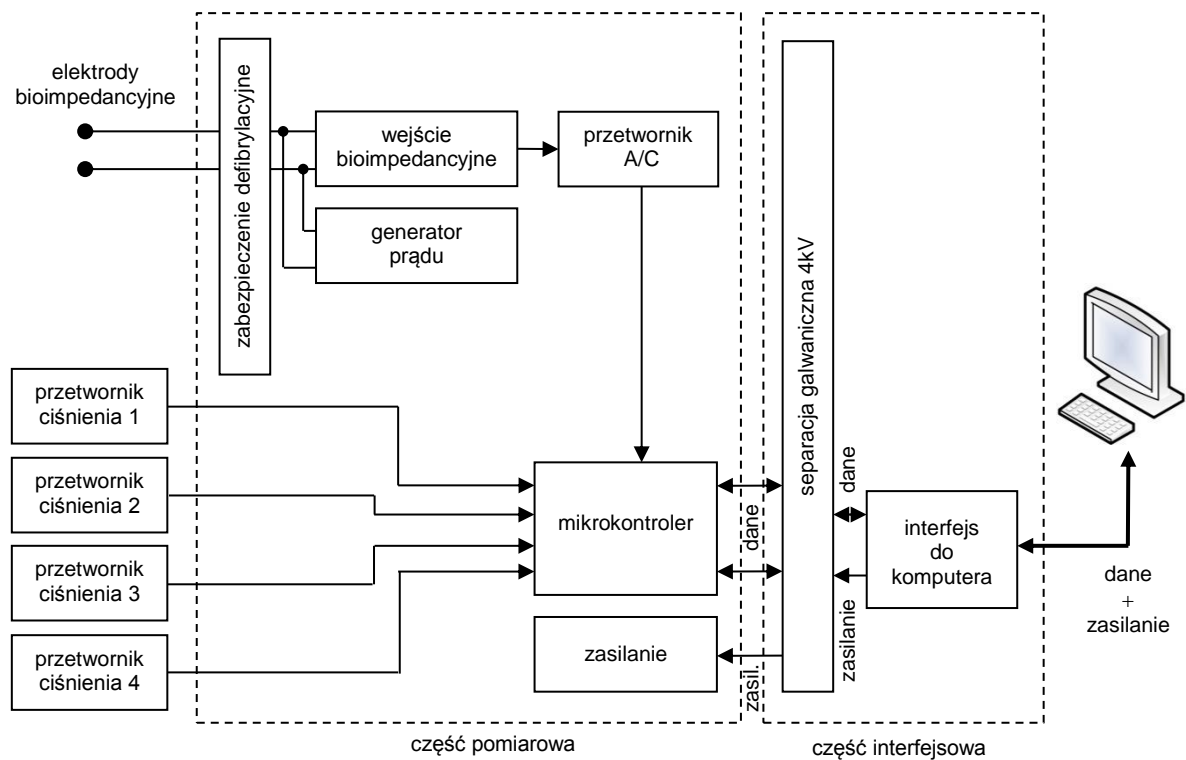 elektrody
bioimpedancyjne
zabezpieczenie defibrylacyjne
wejście
bioimpedancyjne
przetwornik
A/C
generator
prądu
przetwornik
ciśnienia 1
przetwornik
ciśnienia 2
przetwornik
ciśnienia 3
przetwornik
ciśnienia 4
mikrokontroler
zasilanie
dane
zasil.
separacja galwaniczna 4kV
dane
zasilanie
interfejs
do
komputera
dane
+
zasilanie
część pomiarowa
część interfejsowa